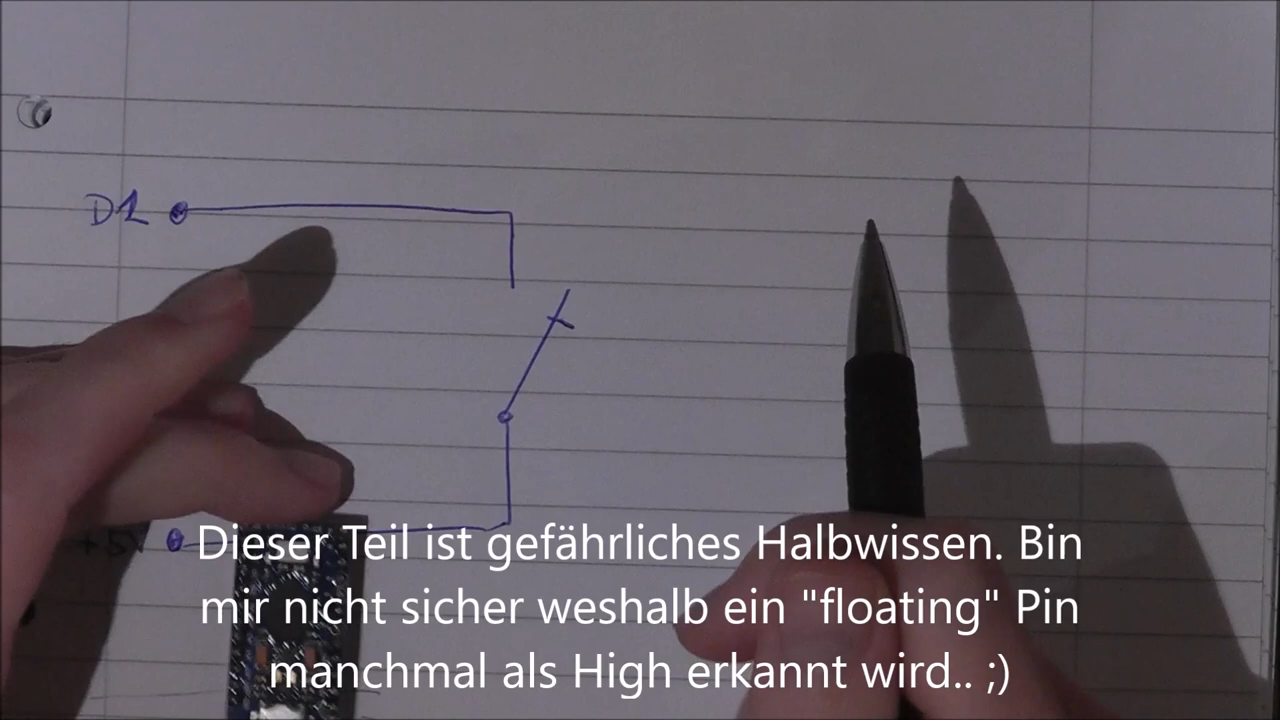 D1
+5V
Dieser Teil ist gefährliches Halbwissen. Bin
mir nicht sicher weshalb ein "floating" Pin
manchmal als High erkannt wird.. ;)